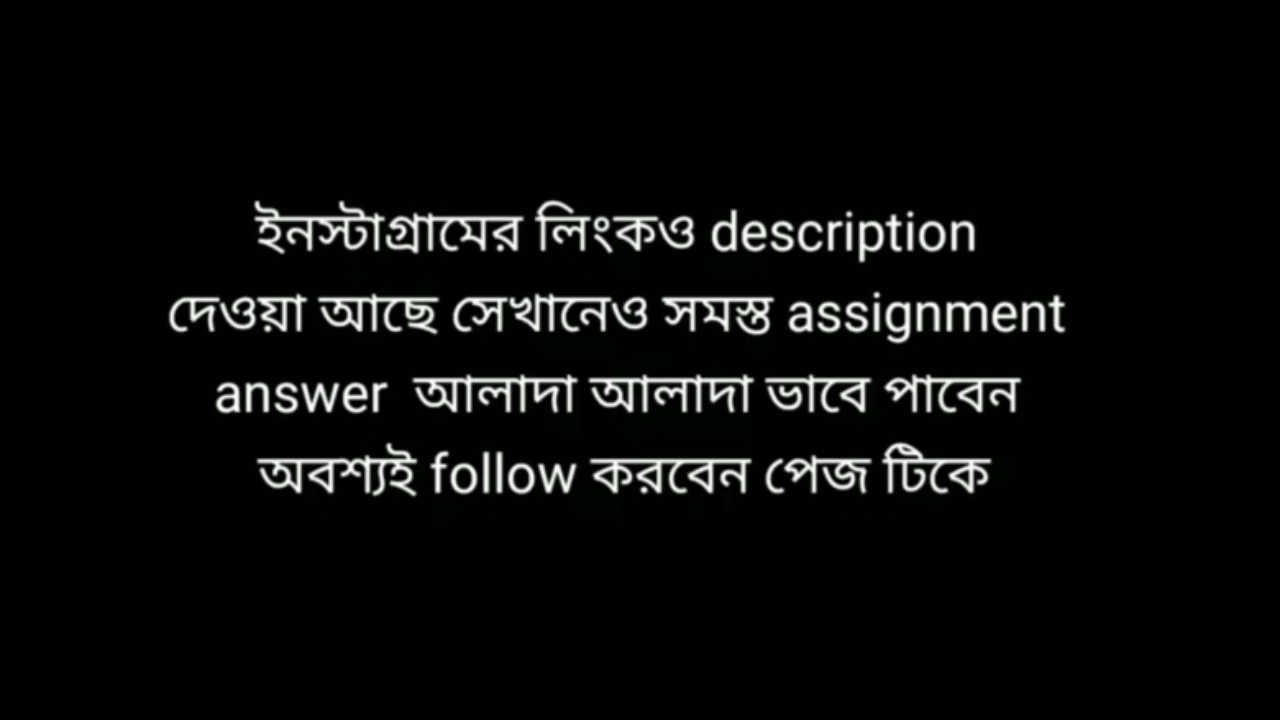 ইনস্টাগ্রামের লিংকও description
দেওয়া আছে সেখানেও সমস্ত assignment
answer আলাদা আলাদা ভাবে পাবেন
অবশ্যই follow করবেন পেজ টিকে